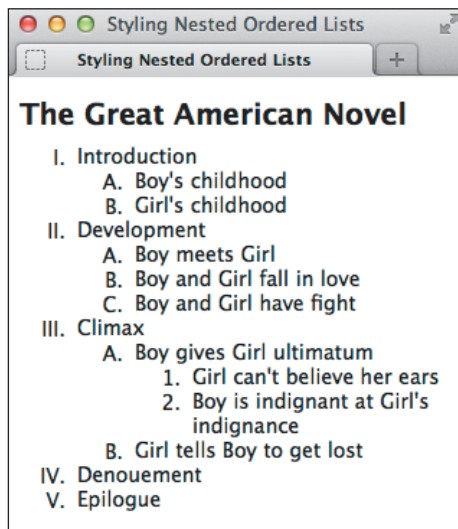 Styling Nested Ordered Lists
Styling Nested Ordered Lists
The Great American Novel
I. Introduction
A. Boy's childhood
B. Girl's childhood
II. Development
A. Boy meets Girl
B. Boy and Girl fall in love
C. Boy and Girl have fight
III. Climax
A. Boy gives Girl ultimatum
1. Girl can't believe her ears
2. Boy is indignant at Girl's
indignance
B. Girl tells Boy to get lost
IV. Denouement
V. Epilogue